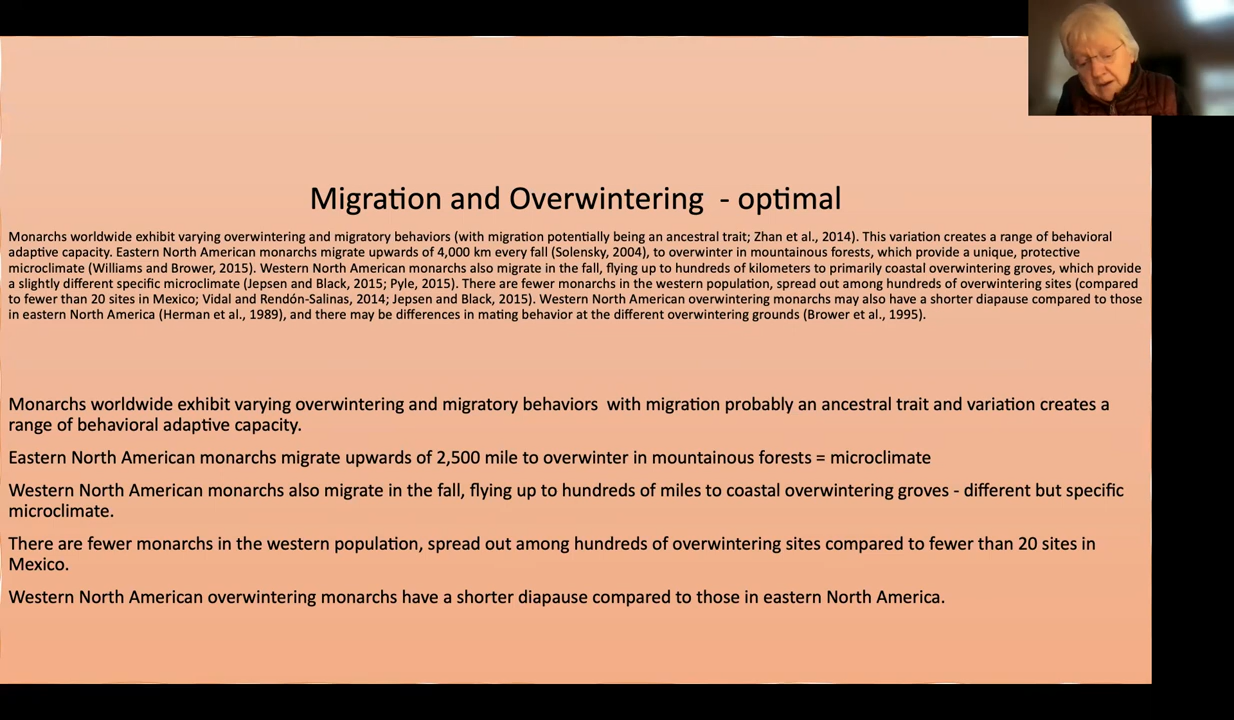 Migration and Overwintering  - optimal
Monarchs worldwide exhibit varying overwintering and migratory behaviors (with migration potentially being an ancestral trait; Zhan et al., 2014). This variation creates a range of behavioral
adaptive capacity. Eastern North American monarchs migrate upwards of 4,000 km every fall (Solensky, 2004), to overwinter in mountainous forests, which provide a unique, protective
microclimate (Williams and Brower, 2015). Western North American monarchs also migrate in the fall, flying up to hundreds of kilometers to primarily coastal overwintering groves, which provide
a slightly different specific microclimate (Jepsen and Black, 2015; Pyle, 2015). There are fewer monarchs in the western population, spread out among hundreds of overwintering sites (compared
to fewer than 20 sites in Mexico; Vidal and Rendón-Salinas, 2014; Jepsen and Black, 2015). Western North American overwintering monarchs may also have a shorter diapause compared to those
in eastern North America (Herman et al., 1989), and there may be differences in mating behavior at the different overwintering grounds (Brower et al., 1995).
Monarchs worldwide exhibit varying overwintering and migratory behaviors  with migration probably an ancestral trait and variation creates a
range of behavioral adaptive capacity.
Eastern North American monarchs migrate upwards of 2,500 mile to overwinter in mountainous forests = microclimate
Western North American monarchs also migrate in the fall, flying up to hundreds of miles to coastal overwintering groves - different but specific
microclimate.
There are fewer monarchs in the western population, spread out among hundreds of overwintering sites compared to fewer than 20 sites in
Mexico.
Western North American overwintering monarchs have a shorter diapause compared to those in eastern North America.